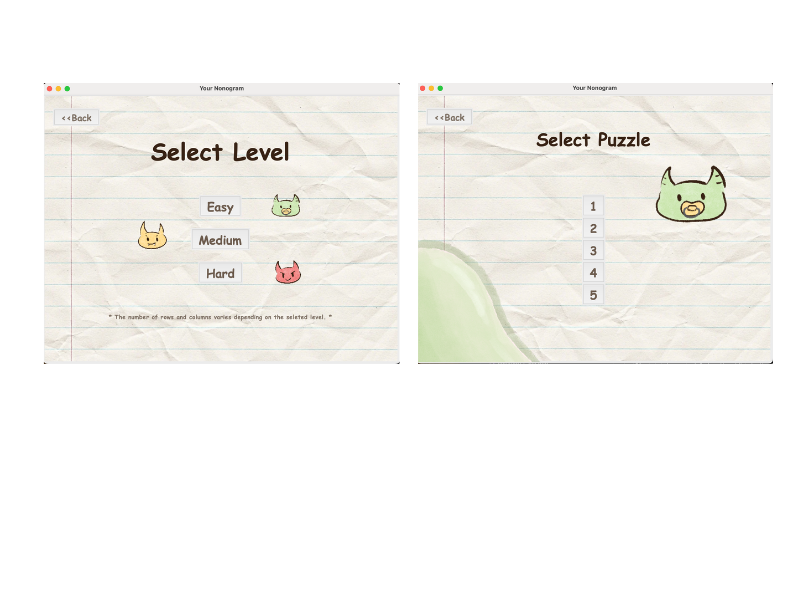 Your Nonogram
<<Back
Select Level
Easy
Medium
Hard
* The number of rows and columns varies depending on the seleted level. *
Your Nonogram
<<Back
Select Puzzle
1
2
3
4
5